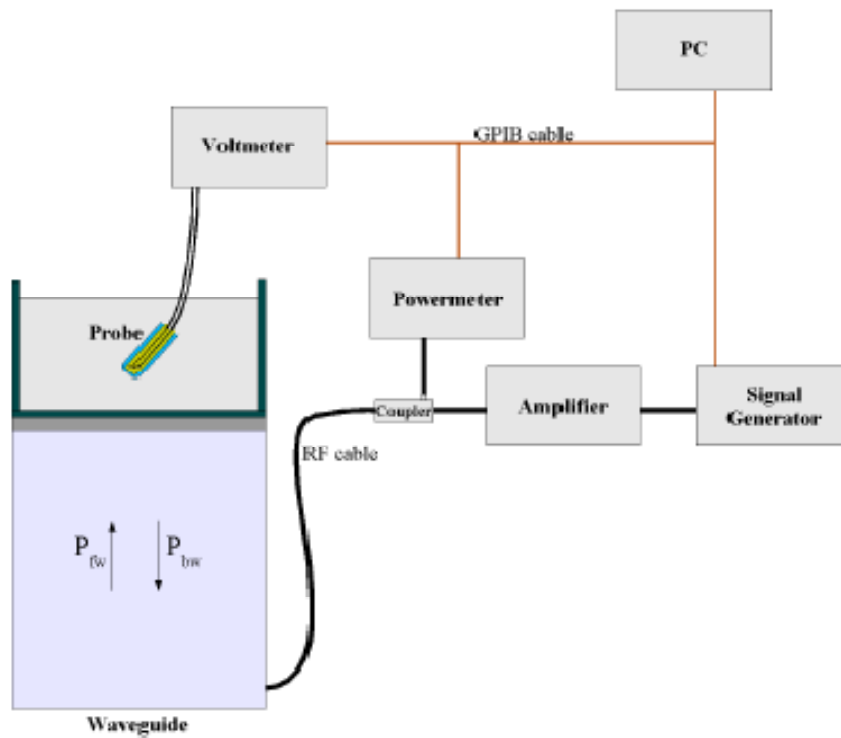 PC
Voltmeter
GPIB cable
Powermeter
Probe
Coupler
Amplifier
Signal
Generator
RF cable
P fw
P bw
Waveguide